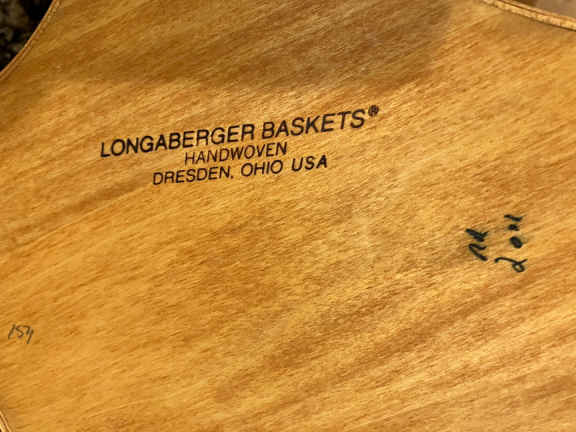 LONGABERGER BASKETS®
HANDWOVEN
DRESDEN, OHIO USA
2001